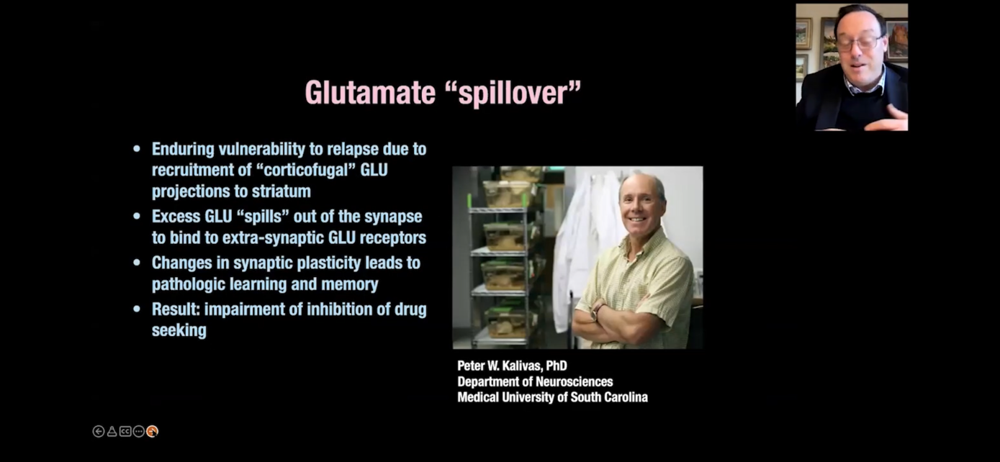 Glutamate “spillover”
• Enduring vulnerability to relapse due to
recruitment of “corticofugal” GLU
projections to striatum
• Excess GLU “spills” out of the synapse
to bind to extra-synaptic GLU receptors
• Changes in synaptic plasticity leads to
pathologic learning and memory
• Result: impairment of inhibition of drug
seeking
Peter W. Kalivas, PhD
Department of Neurosciences
Medical University of South Carolina
CC